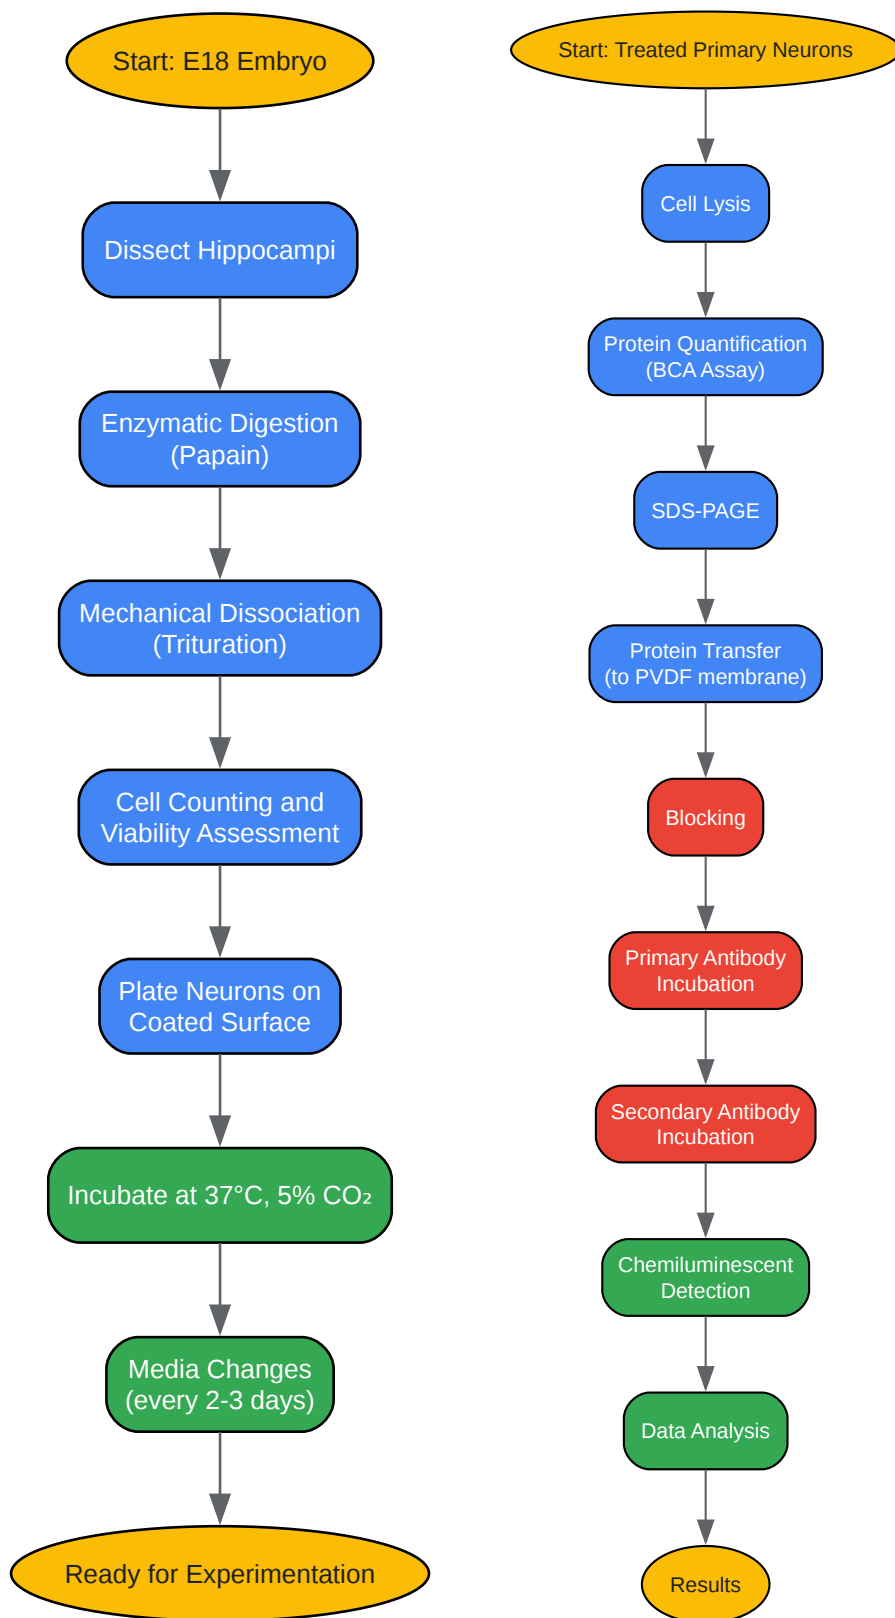 Start: E18 Embryo
Dissect Hippocampi
Enzymatic Digestion
(Papain)
Mechanical Dissociation
(Trituration)
Cell Counting and
Viability Assessment
Plate Neurons on
Coated Surface
Incubate at 37°C, 5% CO₂
Media Changes
(every 2-3 days)
Ready for Experimentation
Start: Treated Primary Neurons
Cell Lysis
Protein Quantification
(BCA Assay)
SDS-PAGE
Protein Transfer
(to PVDF membrane)
Blocking
Primary Antibody
Incubation
Secondary Antibody
Incubation
Chemiluminescent
Detection
Data Analysis
Results